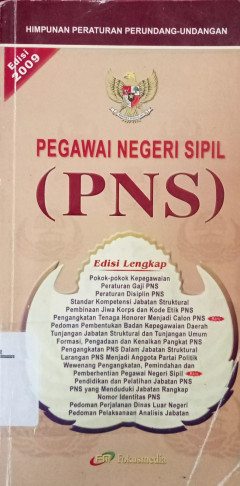 HIMPUNAN PERATURAN PERUNDANG-UNDANGAN
Edisi
2009
PEGAWAI NEGERI SIPIL
(PNS)
Edisi Lengkap
Pokok-pokok Kepegawaian
Peraturan Gaji PNS
Peraturan Disiplin PNS
Standar Kompetensi Jabatan Struktural
Pembinaan Jiwa Korps dan Kode Etik PNS
Pengangkatan Tenaga Honorer Menjadi Calon PNS
Pedoman Pembentukan Badan Kepegawaian Daerah
Tunjangan Jabatan Struktural dan Tunjangan Umum
Formasi, Pengadaan dan Kenaikan Pangkat PNS
Pengangkatan PNS Dalam Jabatan Struktural
Larangan PNS Menjadi Anggota Partai Politik
Wewenang Pengangkatan, Pemindahan dan
Pemberhentian Pegawai Negeri Sipil
Pendidikan dan Pelatihan Jabatan PNS
PNS yang Menduduki Jabatan Rangkap
Nomor Identitas PNS
Pedoman Perjalanan Dinas Luar Negeri
Pedoman Pelaksanaan Analisis Jabatan
Fokusmedia